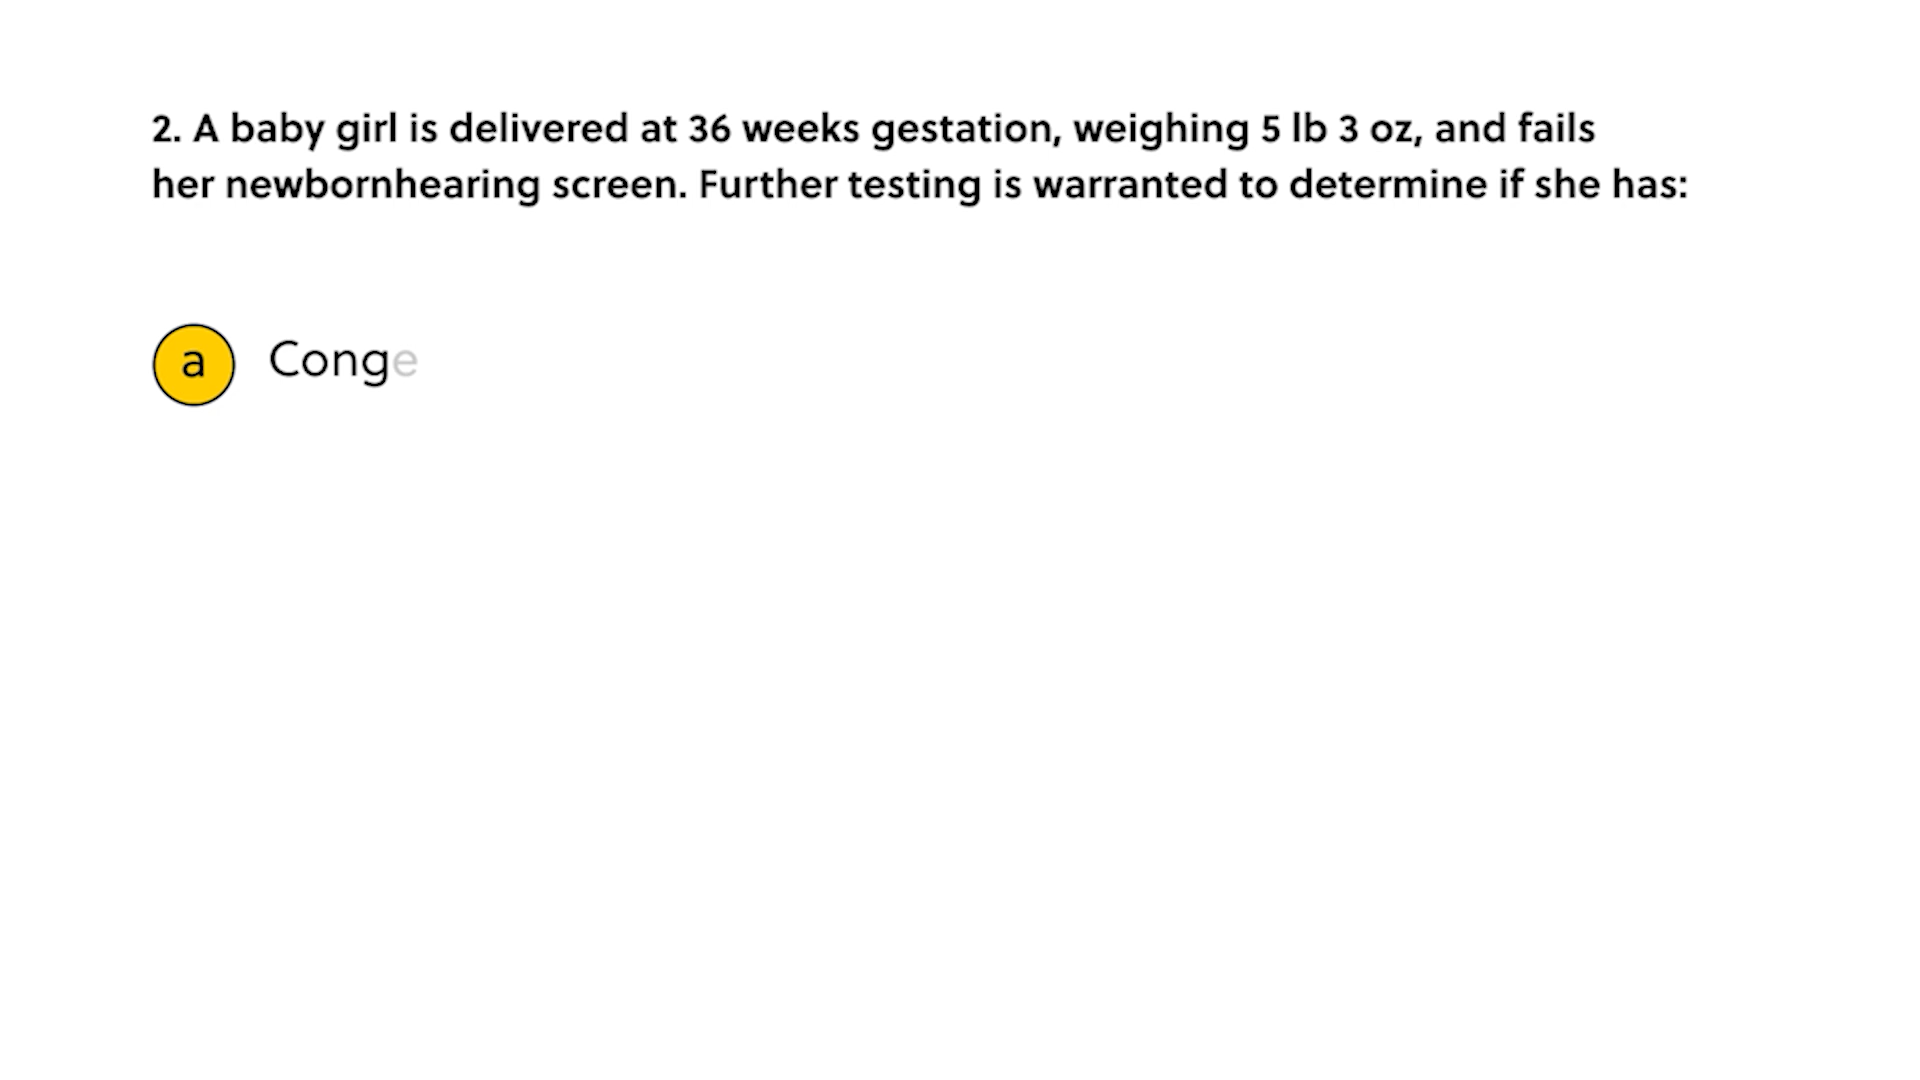 2. A baby girl is delivered at 36 weeks gestation, weighing 5 lb 3 oz, and fails
her newbornhearing screen. Further testing is warranted to determine if she has:
a Conge